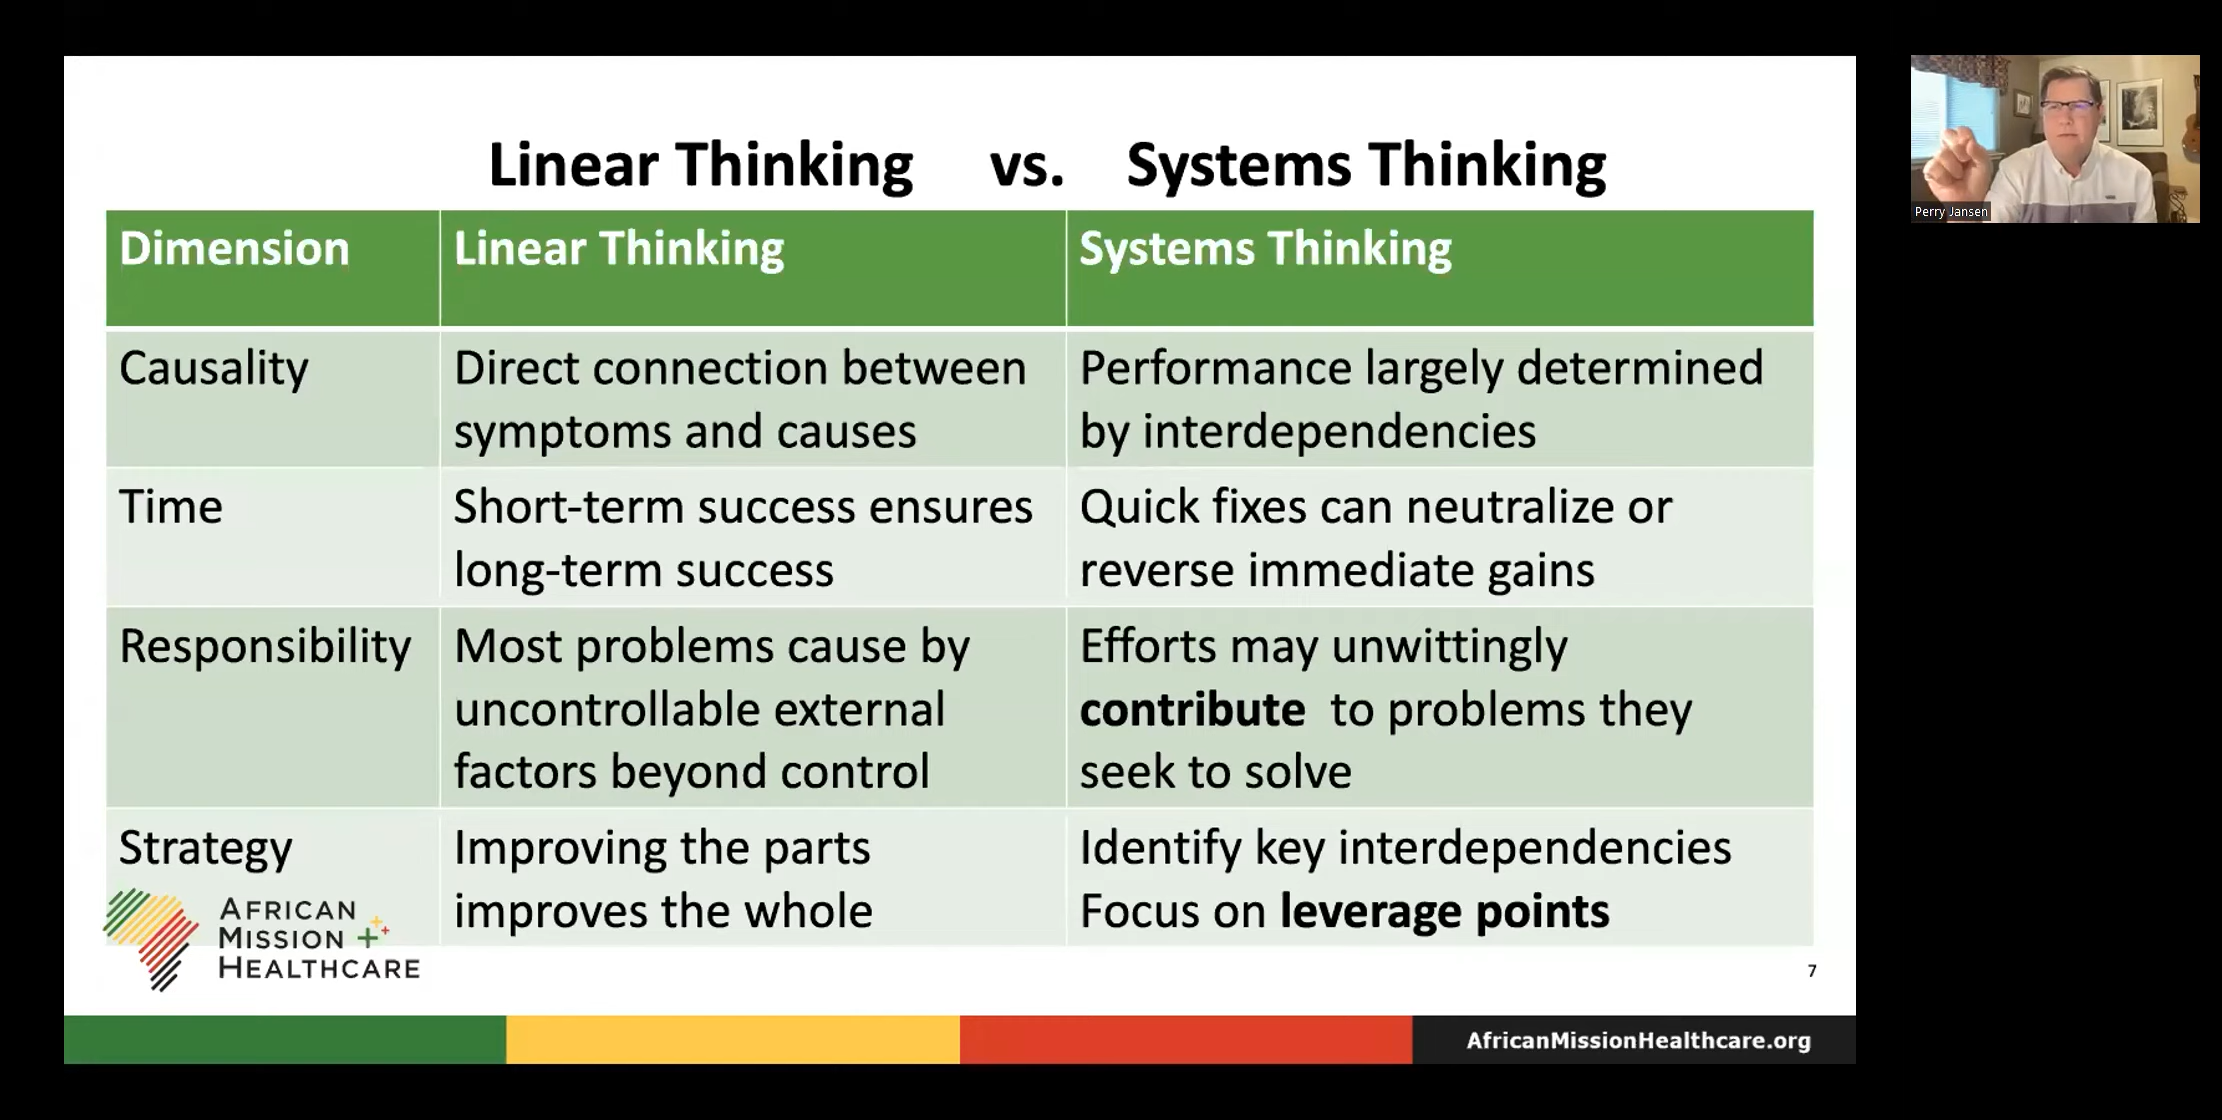 Linear Thinking vs. Systems Thinking
Dimension
Linear Thinking
Systems Thinking
Causality
Direct connection between
symptoms and causes
Performance largely determined
by interdependencies
Time
Short-term success ensures
long-term success
Quick fixes can neutralize or
reverse immediate gains
Responsibility
Most problems cause by
uncontrollable external
factors beyond control
Efforts may unwittingly
contribute to problems they
seek to solve
Strategy
Improving the parts
improves the whole
Identify key interdependencies
Focus on leverage points
AFRICAN
MISSION
HEALTHCARE
7
AfricanMissionHealthcare.org
Perry Jansen